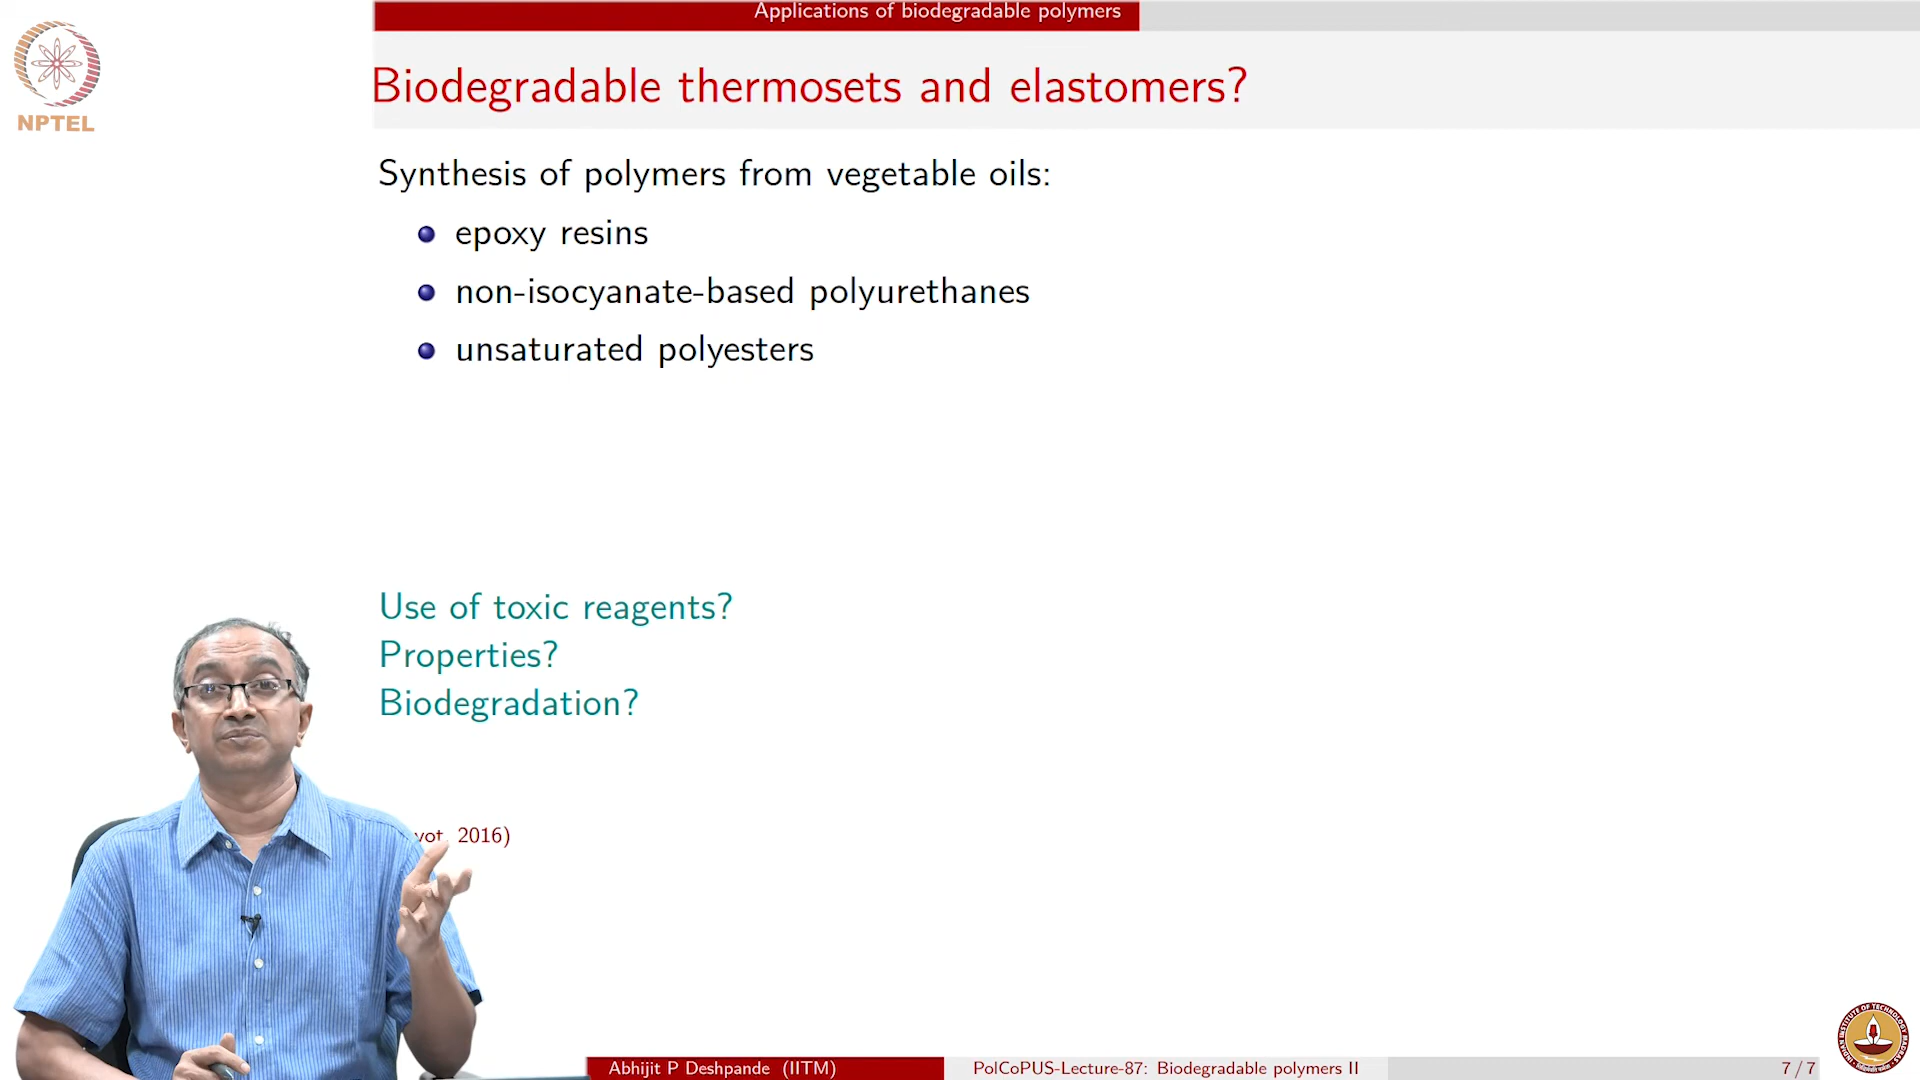 Applications of biodegradable polymers
NPTEL
Biodegradable thermosets and elastomers?
Synthesis of polymers from vegetable oils:
epoxy resins
non-isocyanate-based polyurethanes
unsaturated polyesters
Use of toxic reagents?
Properties?
Biodegradation?
2016)
Abhijit P Deshpande (IITM)
PolCoPUS-Lecture-87: Biodegradable polymers II
7 / 7